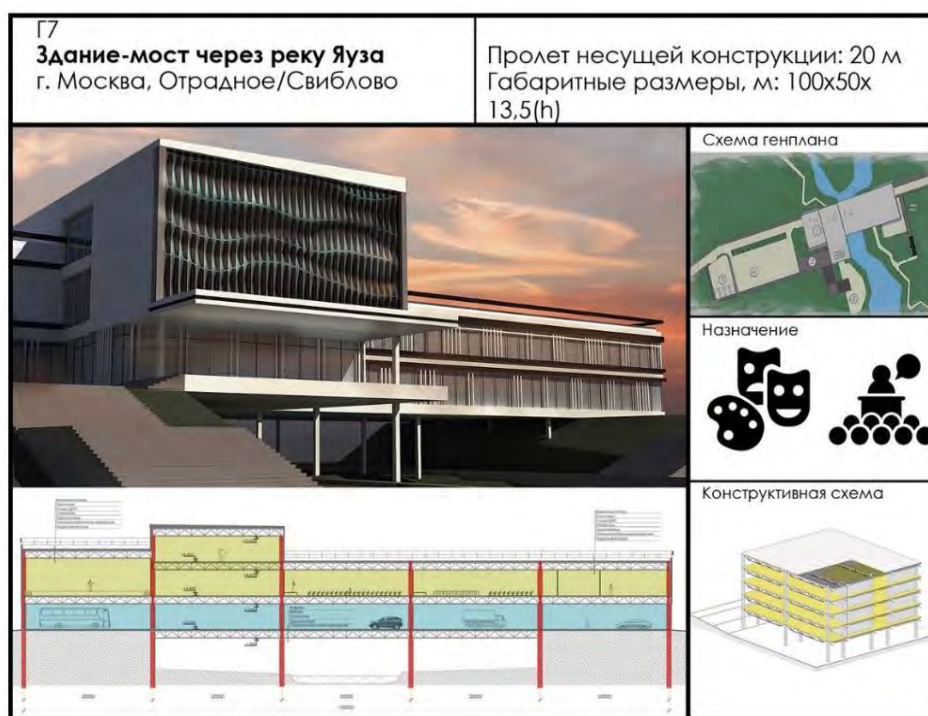 Г7
Здание-мост через реку Яуза
г. Москва, Отрадное/Свиблово
Пролет несущей конструкции: 20 м
Габаритные размеры, м: 100х50х
13,5(h)
Схема генплана
Назначение
Конструктивная схема